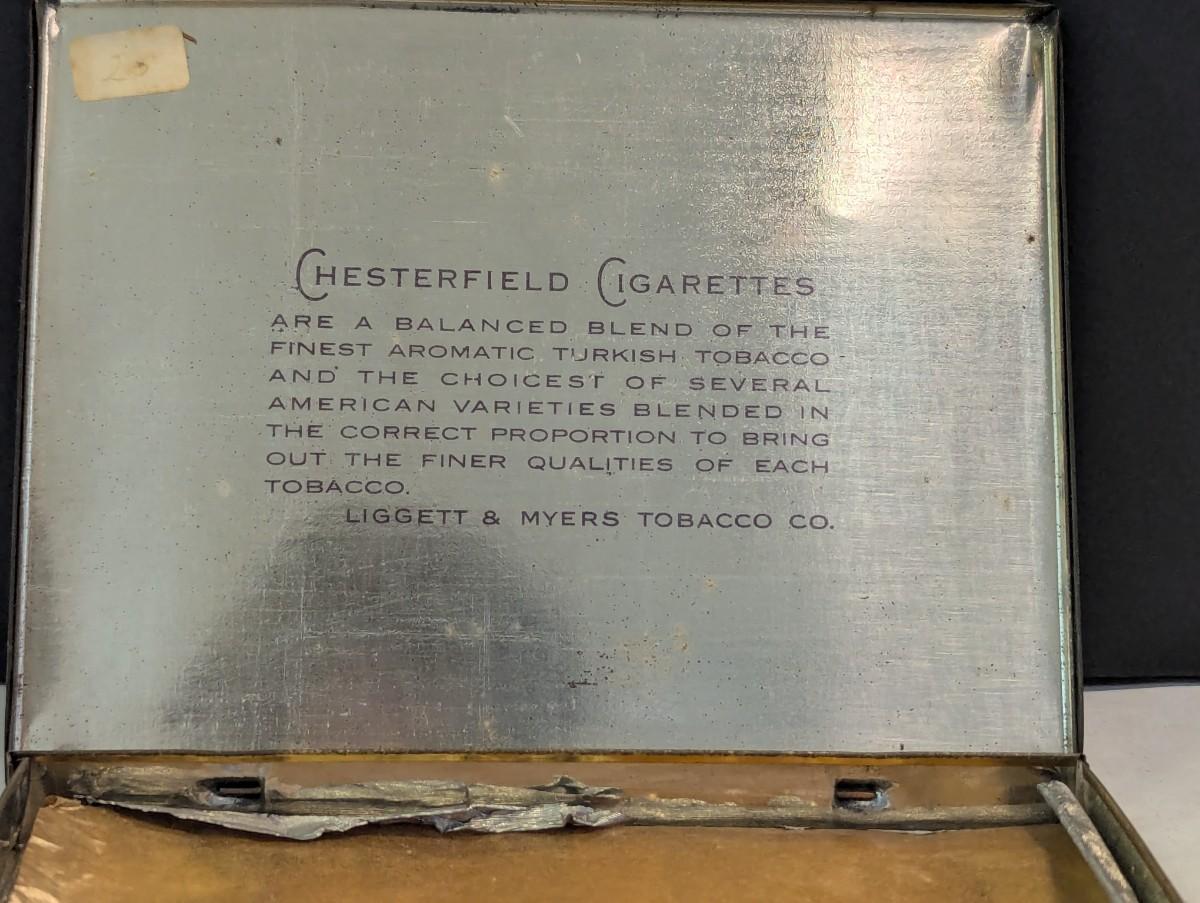 25
CHESTERFIELD CIGARETTES
ARE A BALANCED BLEND OF THE
FINEST AROMATIC TURKISH TOBACCO
AND THE CHOICEST OF SEVERAL
AMERICAN VARIETIES BLENDED IN
THE CORRECT PROPORTION TO BRING
OUT THE FINER QUALITIES OF EACH
TOBACCO.
LIGGETT & MYERS TOBACCO CO.